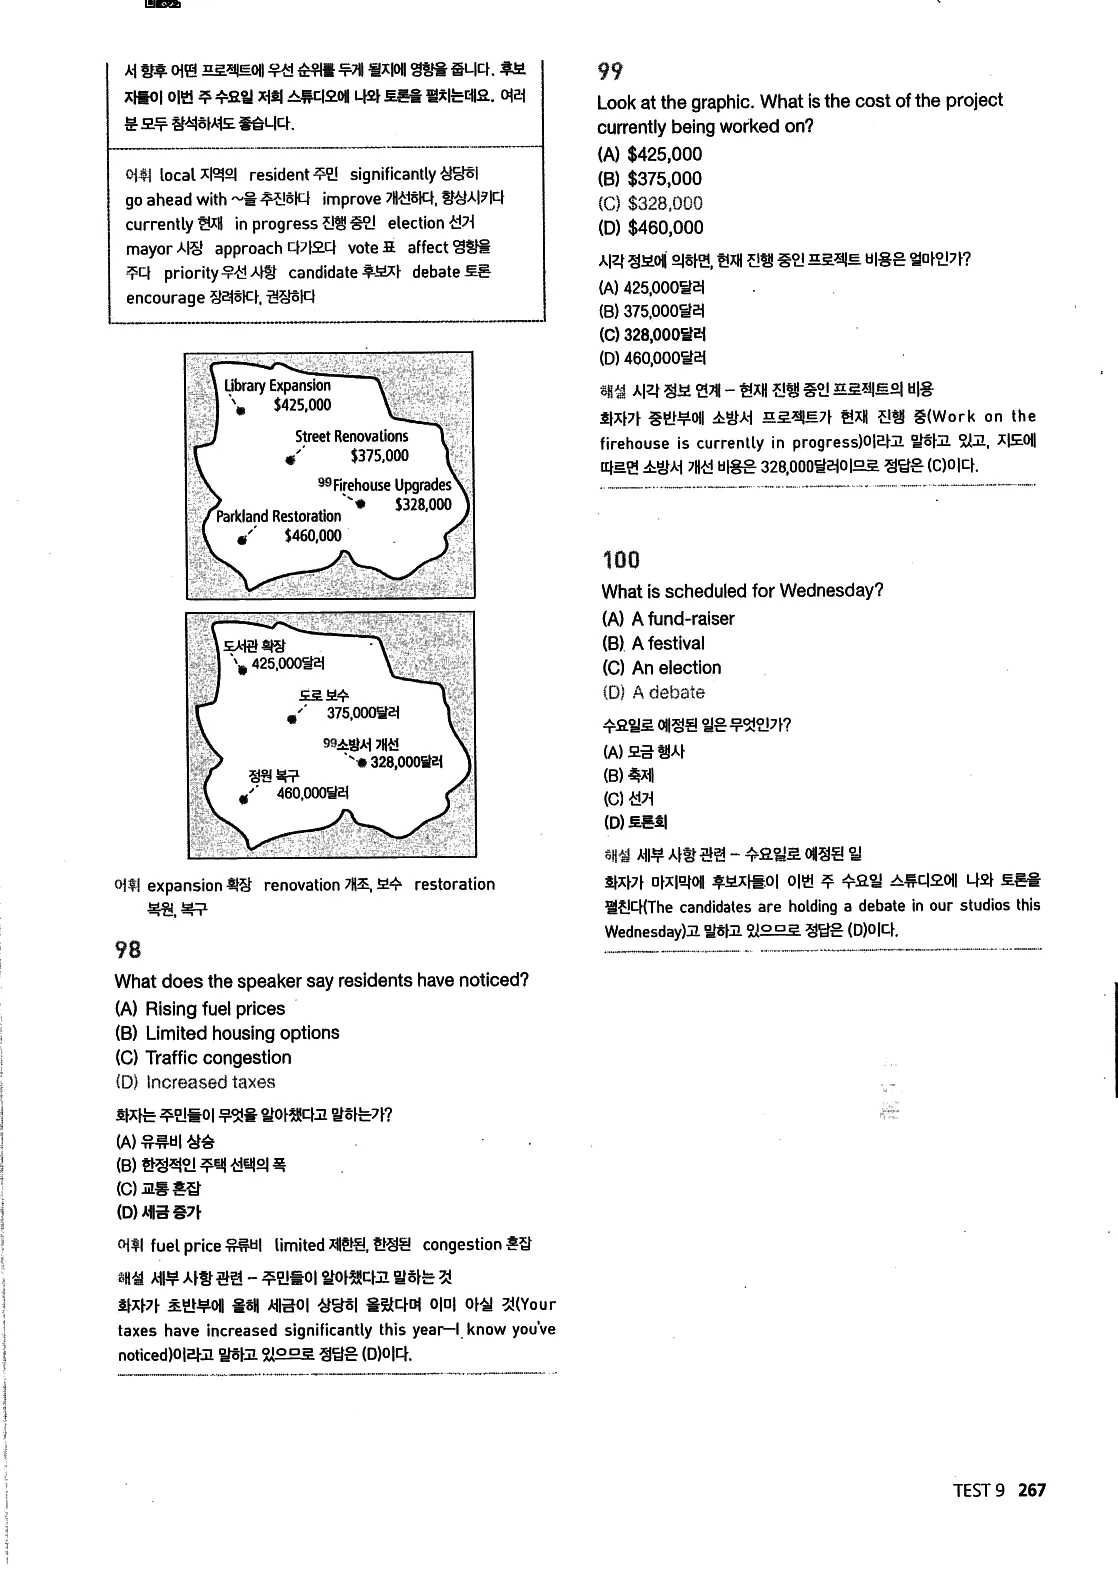 서 향후 어떤 프로젝트에 우선 순위를 두게 될지에 영향을 줍니다. 후보
자들이 이번 주 수요일 저희 스튜디오에 나와 토론을 펼치는데요. 여러
분 모두 참석하셔도 좋습니다.
어휘 local 지역의 resident 주민 significantly 상당히
go ahead with ~을 추진하다 improve 개선하다, 향상시키다
currently 현재 in progress 진행 중인 election 선거
mayor 시장 approach 다가오다 vote 표 affect 영향을
주다 priority 우선 사항 candidate 후보자 debate 토론
encourage 장려하다, 권장하다
Library Expansion
$425,000
Street Renovations
$375,000
99 Firehouse Upgrades
$328,000
Parkland Restoration
$460,000
도서관 확장
425,000달러
도로 보수
375,000달러
99 소방서 개선
328,000달러
정원 복구
460,000달러
어휘 expansion 확장 renovation 개조, 보수 restoration
복원, 복구
98
What does the speaker say residents have noticed?
(A) Rising fuel prices
(B) Limited housing options
(C) Traffic congestion
(D) Increased taxes
화자는 주민들이 무엇을 알아챘다고 말하는가?
(A) 유류비 상승
(B) 한정적인 주택 선택의 폭
(C) 교통 혼잡
(D) 세금 증가
어휘 fuel price 유류비 limited 제한된, 한정된 congestion 혼잡
해설 세부 사항 관련 – 주민들이 알아챘다고 말하는 것
화자가 초반부에 올해 세금이 상당히 올랐다며 이미 아실 것(Your
taxes have increased significantly this year—I know you've
noticed)이라고 말하고 있으므로 정답은 (D)이다.
99
Look at the graphic. What is the cost of the project
currently being worked on?
(A) $425,000
(B) $375,000
(C) $328,000
(D) $460,000
시각 정보에 의하면, 현재 진행 중인 프로젝트 비용은 얼마인가?
(A) 425,000달러
(B) 375,000달러
(C) 328,000달러
(D) 460,000달러
해설 시각 정보 연계 – 현재 진행 중인 프로젝트의 비용
화자가 중반부에 소방서 프로젝트가 현재 진행 중(Work on the
firehouse is currently in progress)이라고 말하고 있고, 지도에
따르면 소방서 개선 비용은 328,000달러이므로 정답은 (C)이다.
100
What is scheduled for Wednesday?
(A) A fund-raiser
(B) A festival
(C) An election
(D) A debate
수요일로 예정된 일은 무엇인가?
(A) 모금 행사
(B) 축제
(C) 선거
(D) 토론회
해설 세부 사항 관련 – 수요일로 예정된 일
화자가 마지막에 후보자들이 이번 주 수요일 스튜디오에 나와 토론을
펼친다(The candidates are holding a debate in our studios this
Wednesday)고 말하고 있으므로 정답은 (D)이다.
TEST 9 267